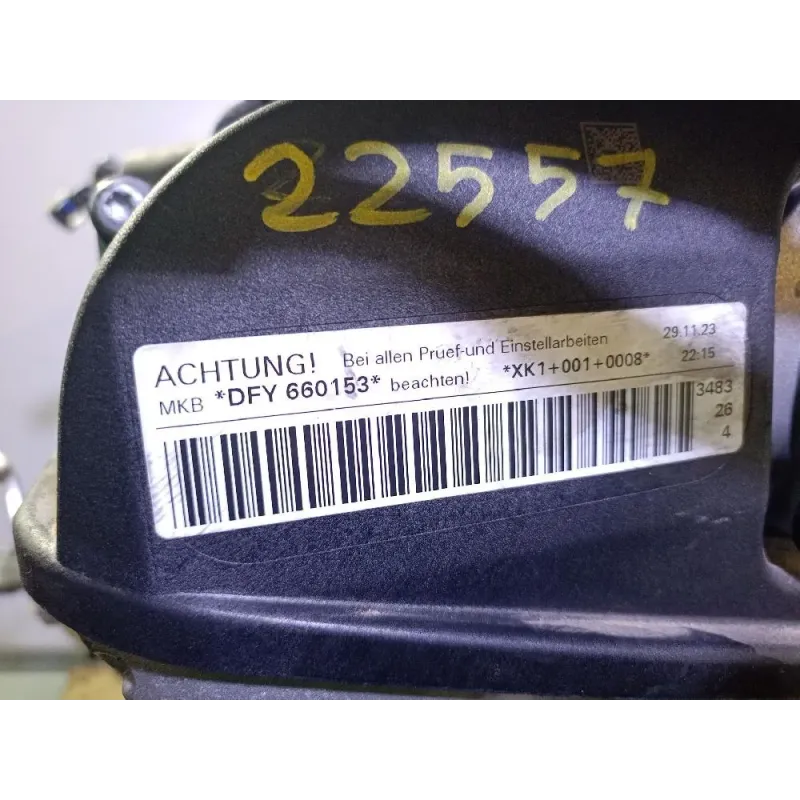 22557
ACHTUNG! Bei allen Pruef-und Einstellarbeiten 29.11.23
MKB *DFY 660153* beachten! *XK1+001+0008* 22:15
3483
26
4